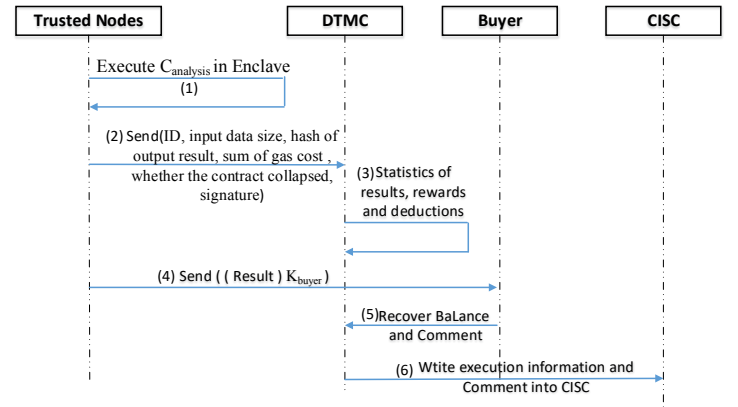 Trusted Nodes
DTMC
Buyer
CISC
Execute C_analysis in Enclave
(1)
(2) Send(ID, input data size, hash of
output result, sum of gas cost ,
whether the contract collapsed,
signature)
(3)Statistics of
results, rewards
and deductions
(4) Send ( ( Result ) K_buyer )
(5)Recover BaLance
and Comment
(6) Wtite execution information and
Comment into CISC